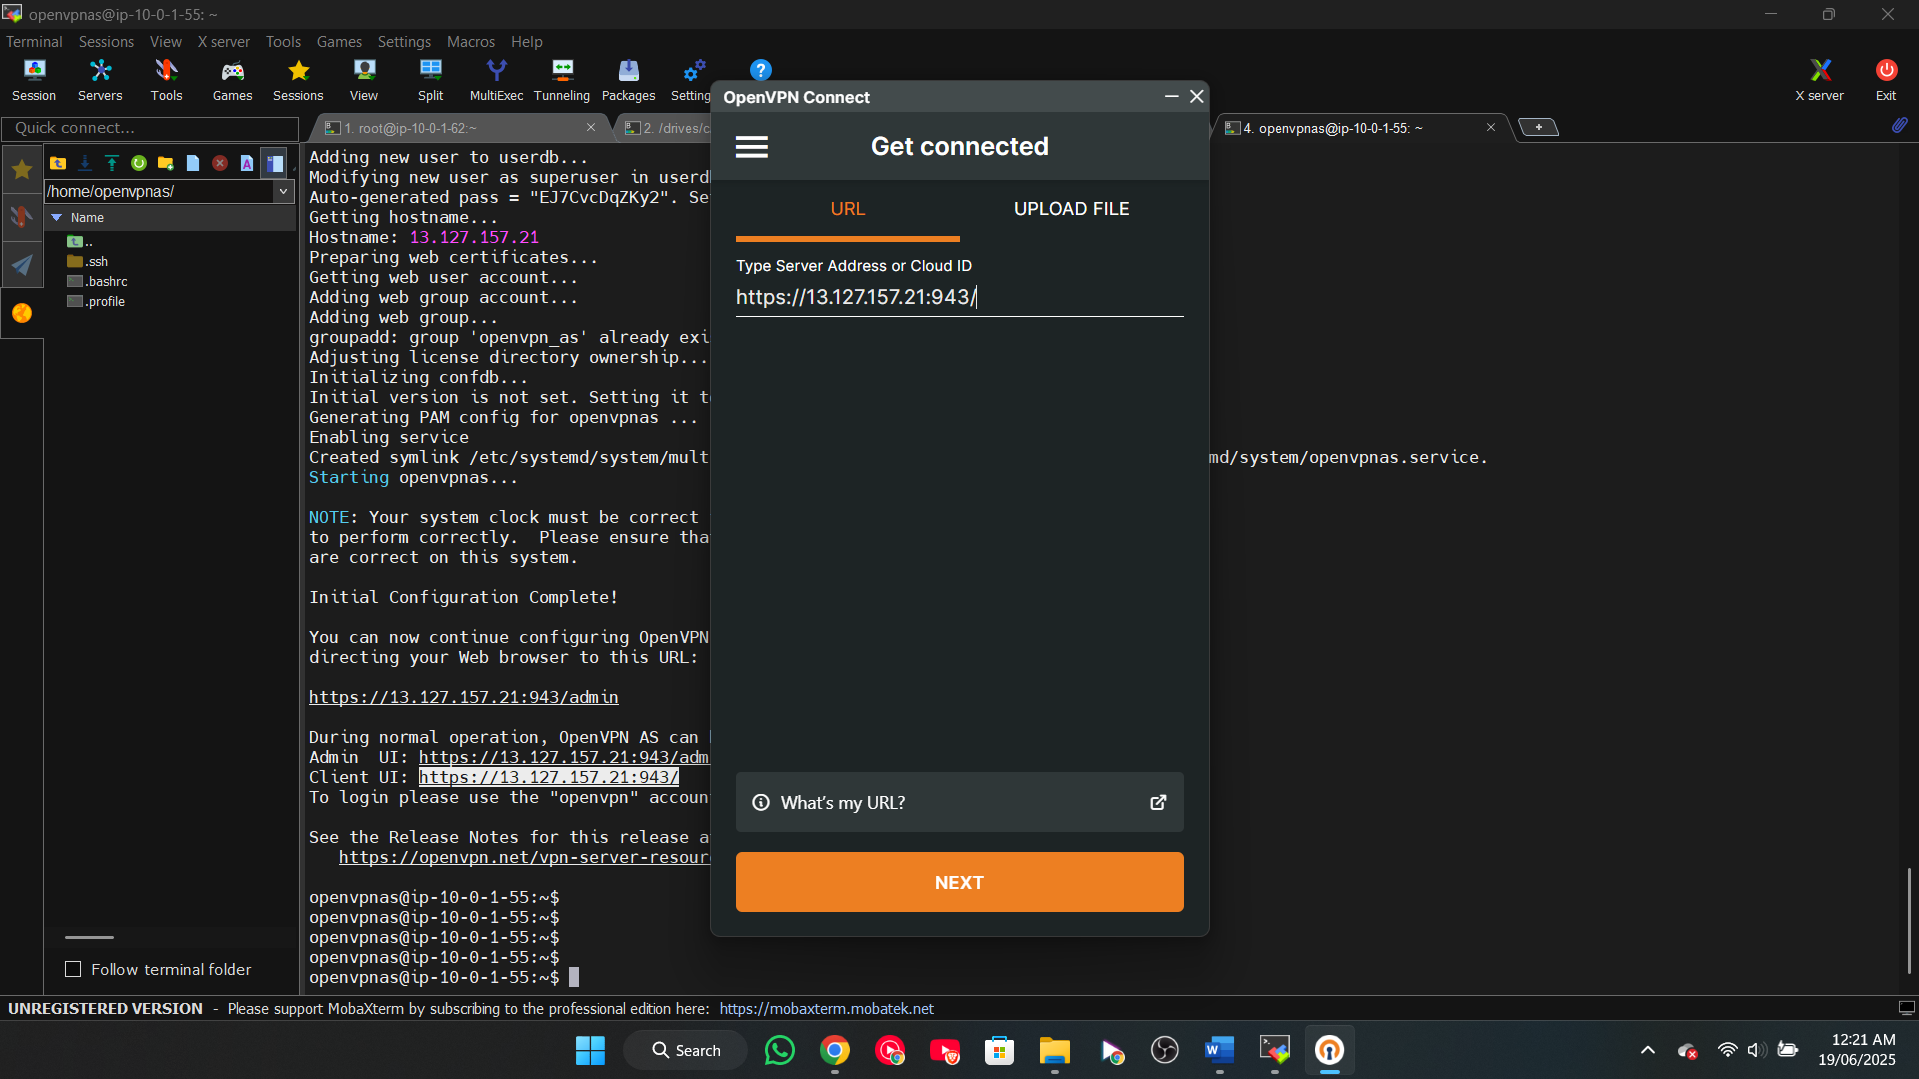 openvpnas@ip-10-0-1-55: ~
Terminal Sessions View X server Tools Games Settings Macros Help
Session Servers Tools Games Sessions View Split MultiExec Tunneling Packages Setting X server Exit
Quick connect...
1. root@ip-10-0-1-62:~
2. /drives/c
4. openvpnas@ip-10-0-1-55: ~
/home/openvpnas/
Name
..
.ssh
.bashrc
.profile
Follow terminal folder
Adding new user to userdb...
Modifying new user as superuser in userd
Auto-generated pass = "EJ7CvcDqZKy2". Se
Getting hostname...
Hostname: 13.127.157.21
Preparing web certificates...
Getting web user account...
Adding web group account...
Adding web group...
groupadd: group 'openvpn_as' already exi
Adjusting license directory ownership...
Initializing confdb...
Initial version is not set. Setting it t
Generating PAM config for openvpnas ...
Enabling service
Created symlink /etc/systemd/system/mult
md/system/openvpnas.service.
Starting openvpnas...
NOTE: Your system clock must be correct
to perform correctly.  Please ensure tha
are correct on this system.
Initial Configuration Complete!
You can now continue configuring OpenVPN
directing your Web browser to this URL:
https://13.127.157.21:943/admin
During normal operation, OpenVPN AS can
Admin  UI: https://13.127.157.21:943/adm
Client UI: https://13.127.157.21:943/
To login please use the "openvpn" accoun
See the Release Notes for this release a
https://openvpn.net/vpn-server-resour
openvpnas@ip-10-0-1-55:~$
openvpnas@ip-10-0-1-55:~$
openvpnas@ip-10-0-1-55:~$
openvpnas@ip-10-0-1-55:~$
openvpnas@ip-10-0-1-55:~$
OpenVPN Connect
Get connected
URL
UPLOAD FILE
Type Server Address or Cloud ID
https://13.127.157.21:943/
What's my URL?
NEXT
UNREGISTERED VERSION - Please support MobaXterm by subscribing to the professional edition here: https://mobaxterm.mobatek.net
Search
12:21 AM
19/06/2025